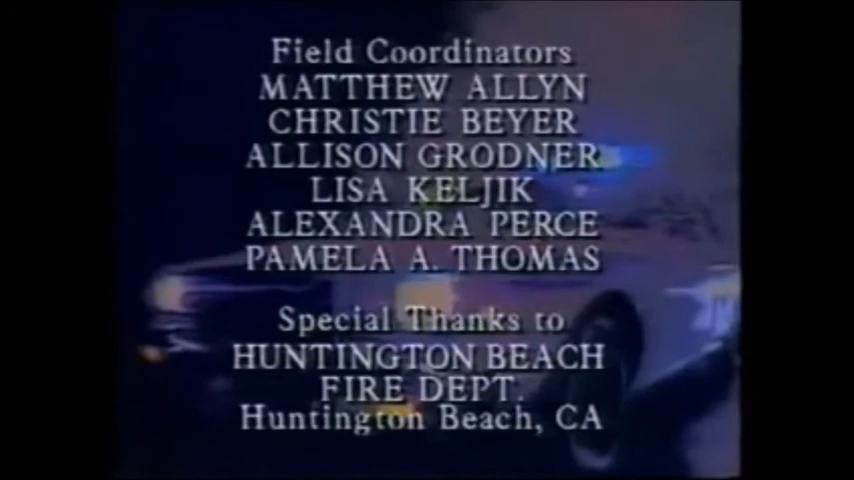 Field Coordinators
MATTHEW ALLYN
CHRISTIE BEYER
ALLISON GRODNER
LISA KELJIK
ALEXANDRA PERCE
PAMELA A. THOMAS
Special Thanks to
HUNTINGTON BEACH
FIRE DEPT.
Huntington Beach, CA